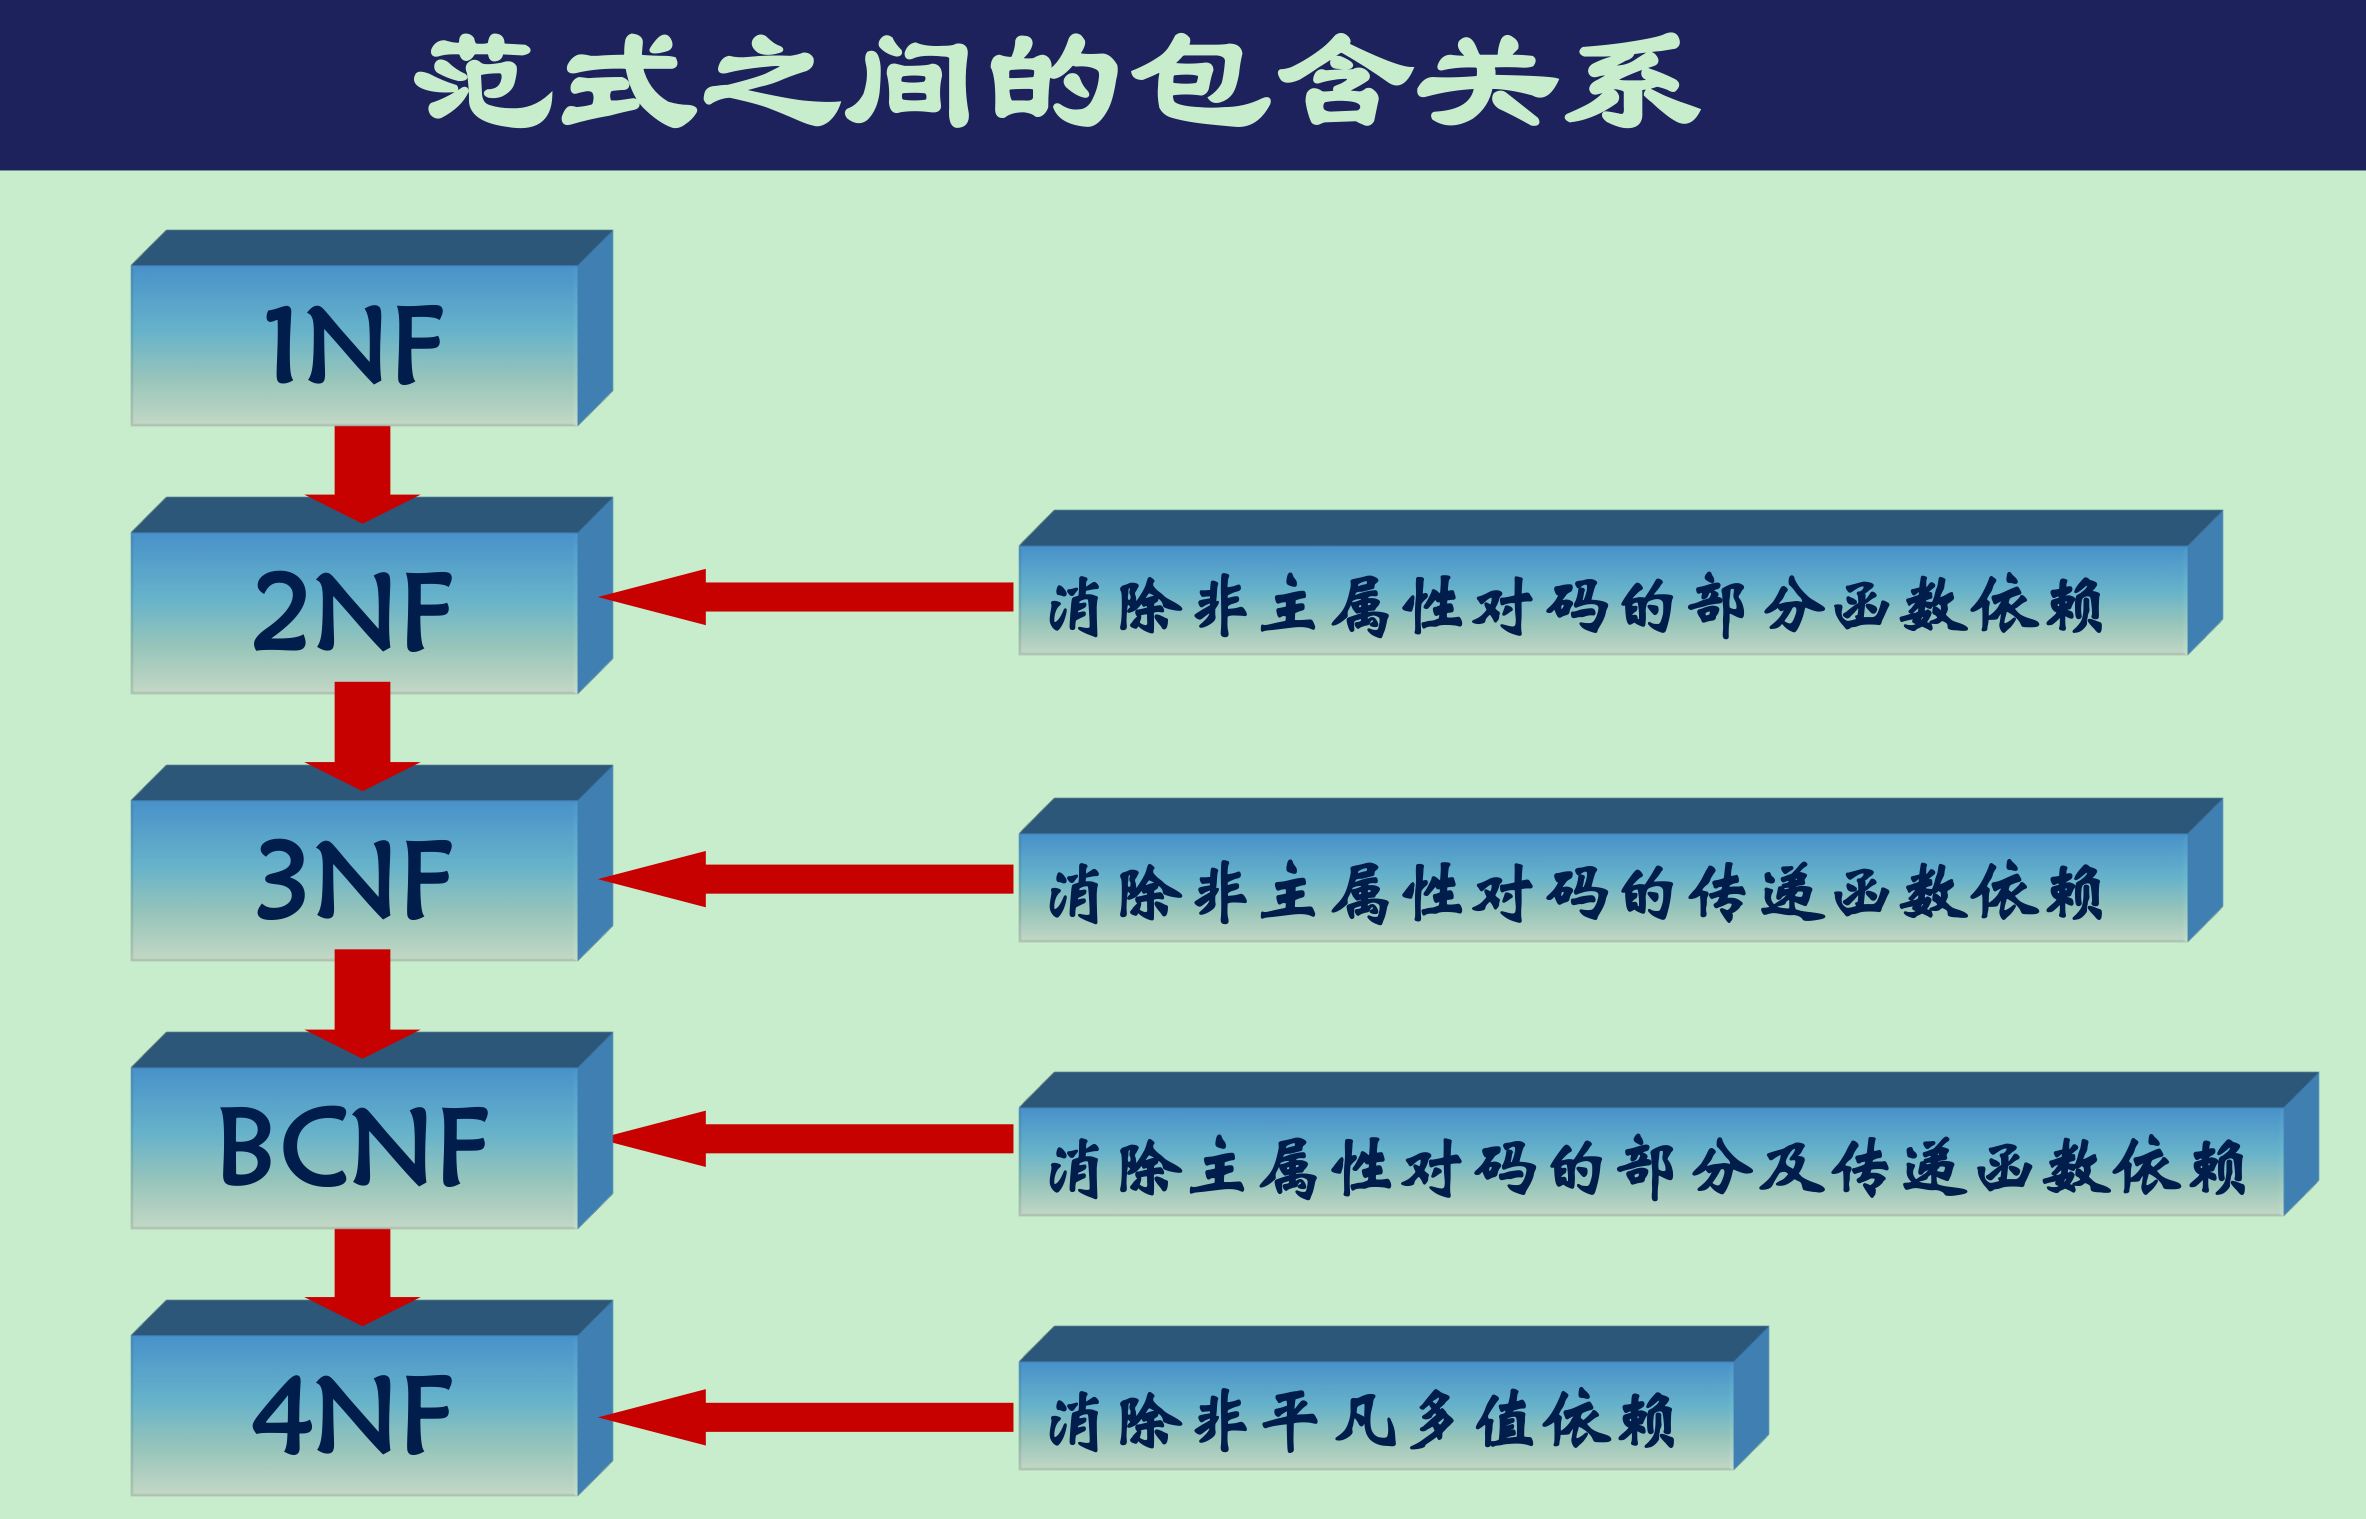 范式之间的包含关系
1NF
2NF
消除非主属性对码的部分函数依赖
3NF
消除非主属性对码的传递函数依赖
BCNF
消除主属性对码的部分及传递函数依赖
4NF
消除非平凡多值依赖